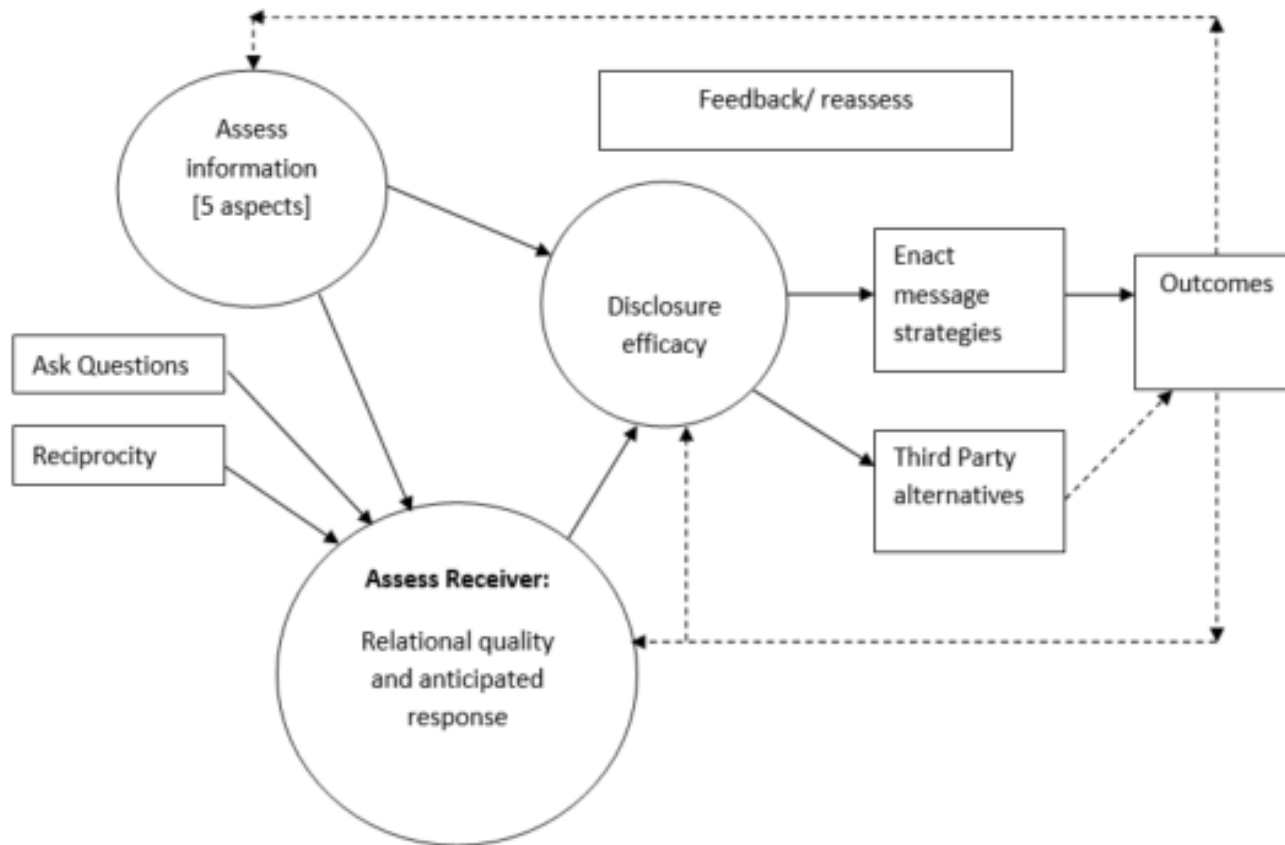 Assess
information
[5 aspects]
Feedback/ reassess
Disclosure
efficacy
Enact
message
strategies
Outcomes
Ask Questions
Reciprocity
Third Party
alternatives
Assess Receiver:
Relational quality
and anticipated
response